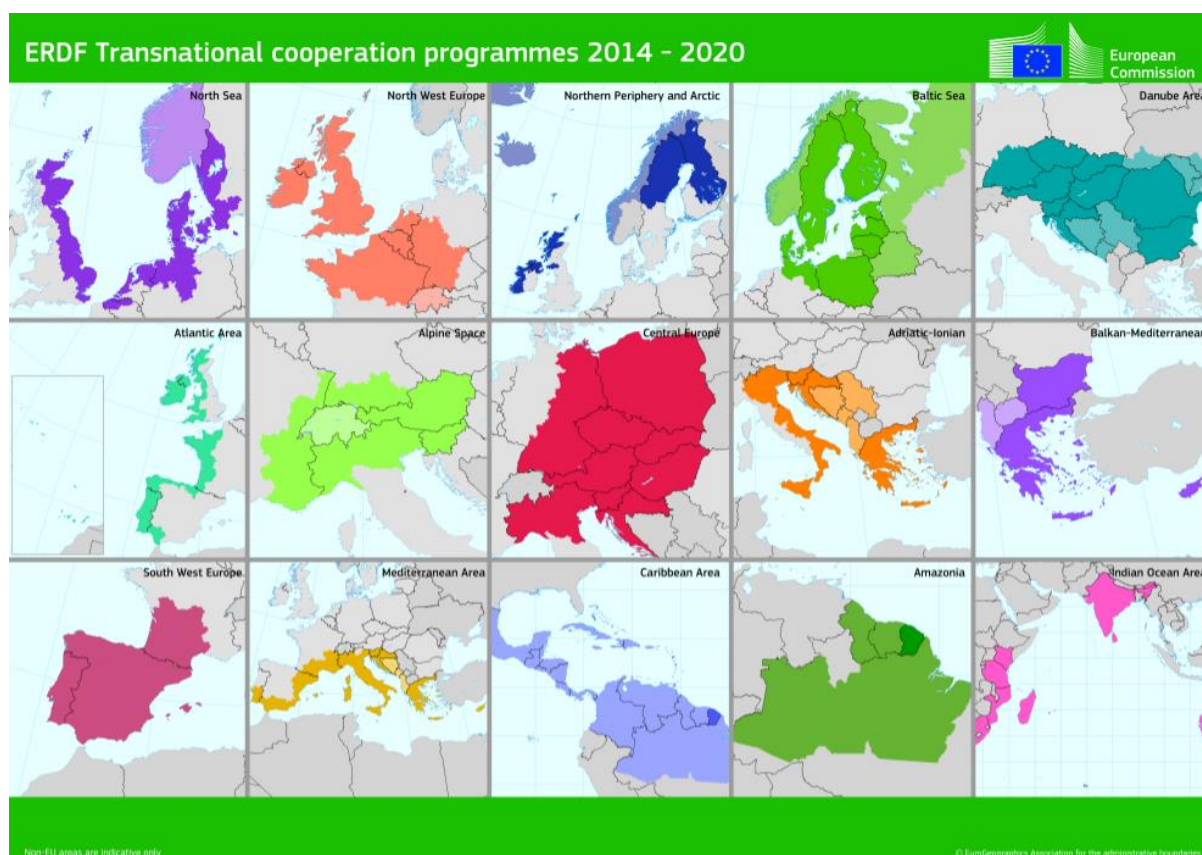 ERDF Transnational cooperation programmes 2014 - 2020
European
Commission
North Sea
North West Europe
Northern Periphery and Arctic
Baltic Sea
Danube Area
Atlantic Area
Alpine Space
Central Europe
Adriatic-Ionian
Balkan-Mediterranean
South West Europe
Mediterranean Area
Caribbean Area
Amazonia
Indian Ocean Area
Non-EU areas are indicative only
© EuroGeographics Association for the administrative boundaries